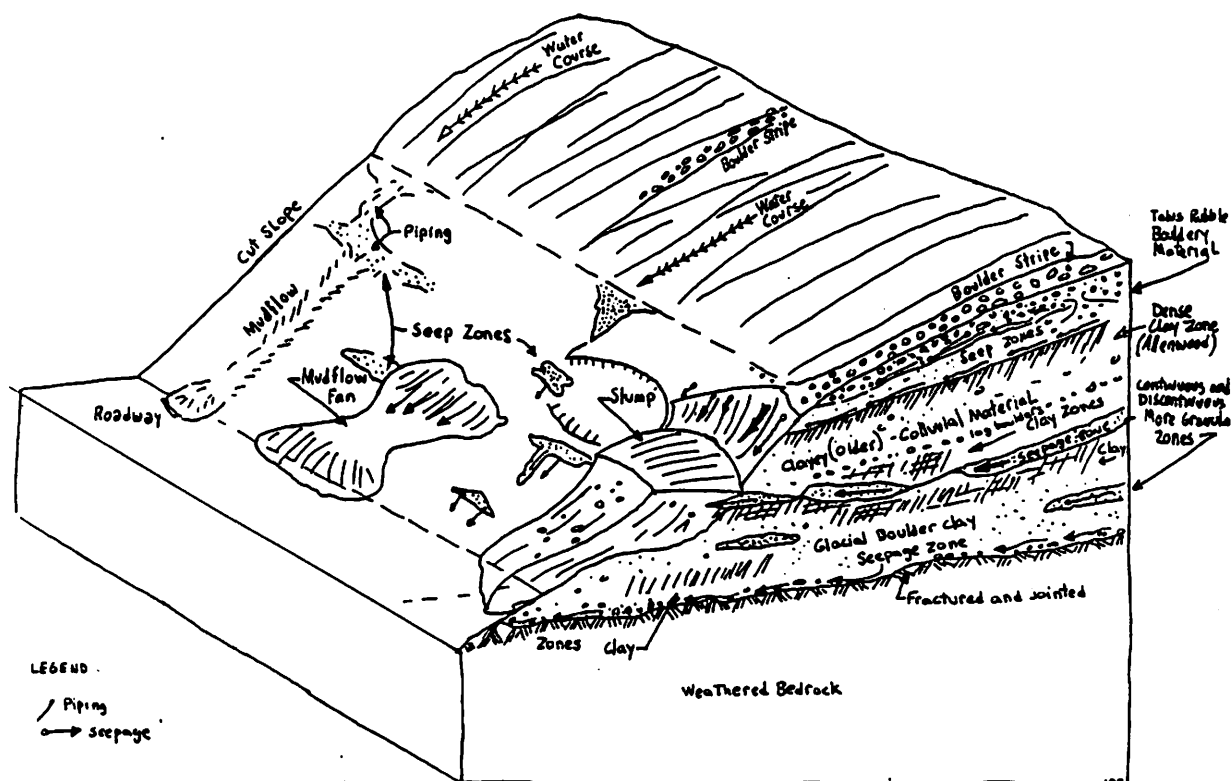 Water
Course
Boulder Stripe
Water
Course
Cut Slope
Piping
Mudflow
Seep Zones
Mudflow
Fan
Slump
Roadway
Boulder Stripe
Seep Zones
Talus Rubble
Bouldery
Material
Dense
Clay Zone
(Allenwood)
Continuous and
Discontinuous
More Granular
Zones
Clayey (older) - Colluvial Material
Clay Zones
Seepage Zone
Clay
Glacial Boulder Clay
Seepage Zone
Fractured and Jointed
Zones
Clay
Weathered Bedrock
LEGEND
Piping
Seepage